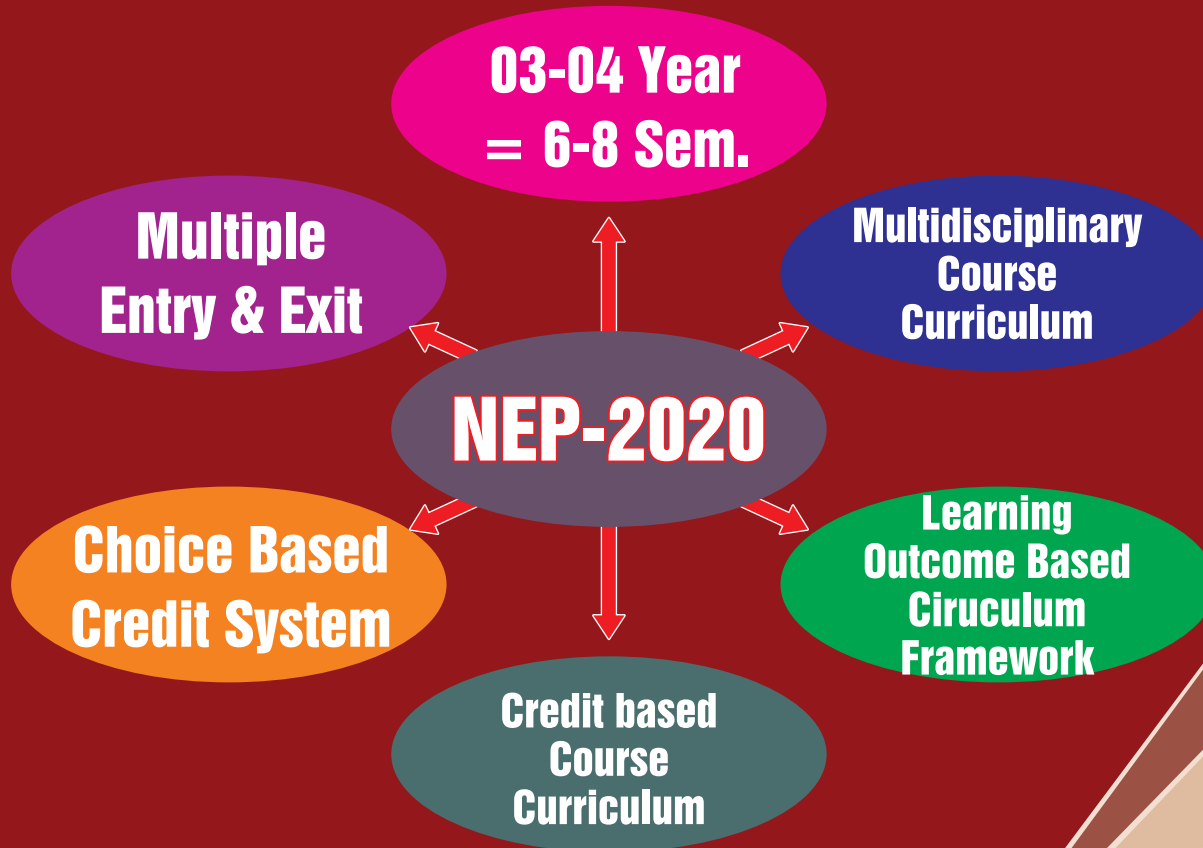 03-04 Year
= 6-8 Sem.
Multiple
Entry & Exit
Multidisciplinary
Course
Curriculum
NEP-2020
Choice Based
Credit System
Learning
Outcome Based
Ciruculum
Framework
Credit based
Course
Curriculum